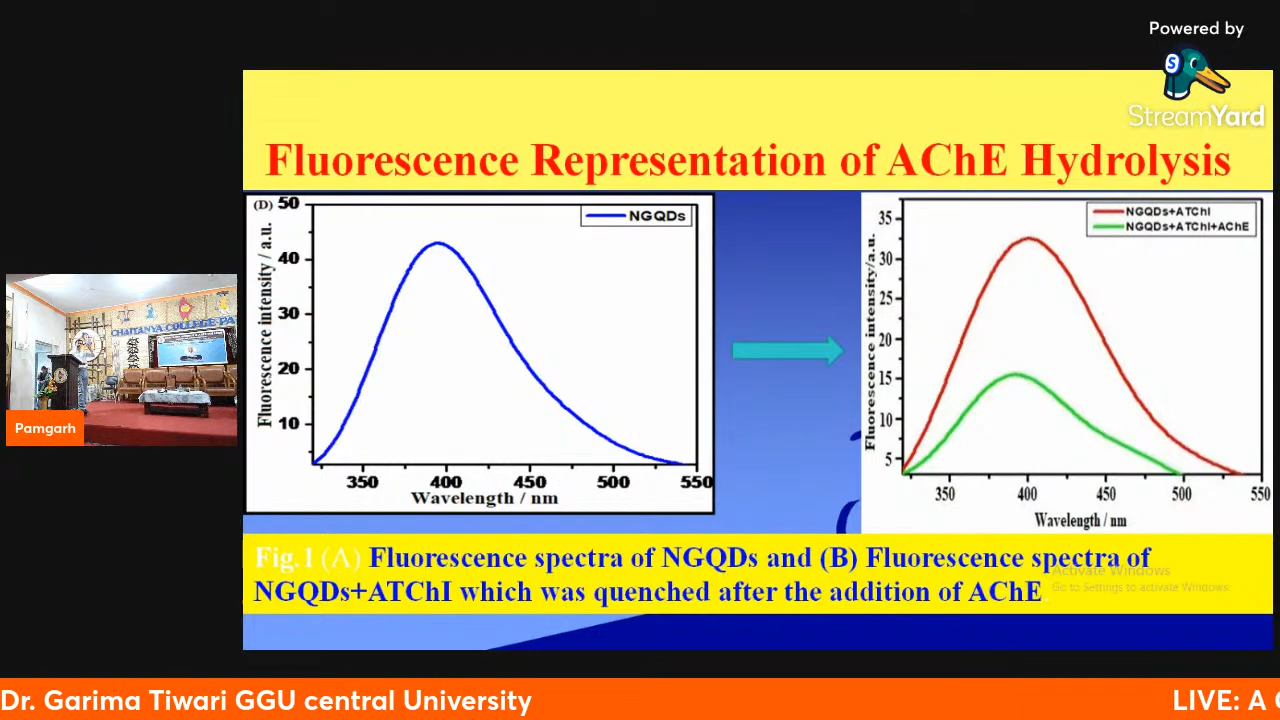 Powered by
StreamYard
Fluorescence Representation of AChE Hydrolysis
(D)
50
40
30
20
10
Fluorescence intensity / a.u.
NGQDs
350 400 450 500 550
Wavelength / nm
35
30
25
20
15
10
5
Fluorescence intensity/a.u.
NGQDs+ATChI
NGQDs+ATChI+AChE
350 400 450 500 550
Wavelength / nm
CHAITANYA COLLEGE PA
Pamgarh
Fig.1 (A) Fluorescence spectra of NGQDs and (B) Fluorescence spectra of
NGQDs+ATChI which was quenched after the addition of AChE
Activate Windows
Go to Settings to activate Windows.
Dr. Garima Tiwari GGU central University
LIVE: A